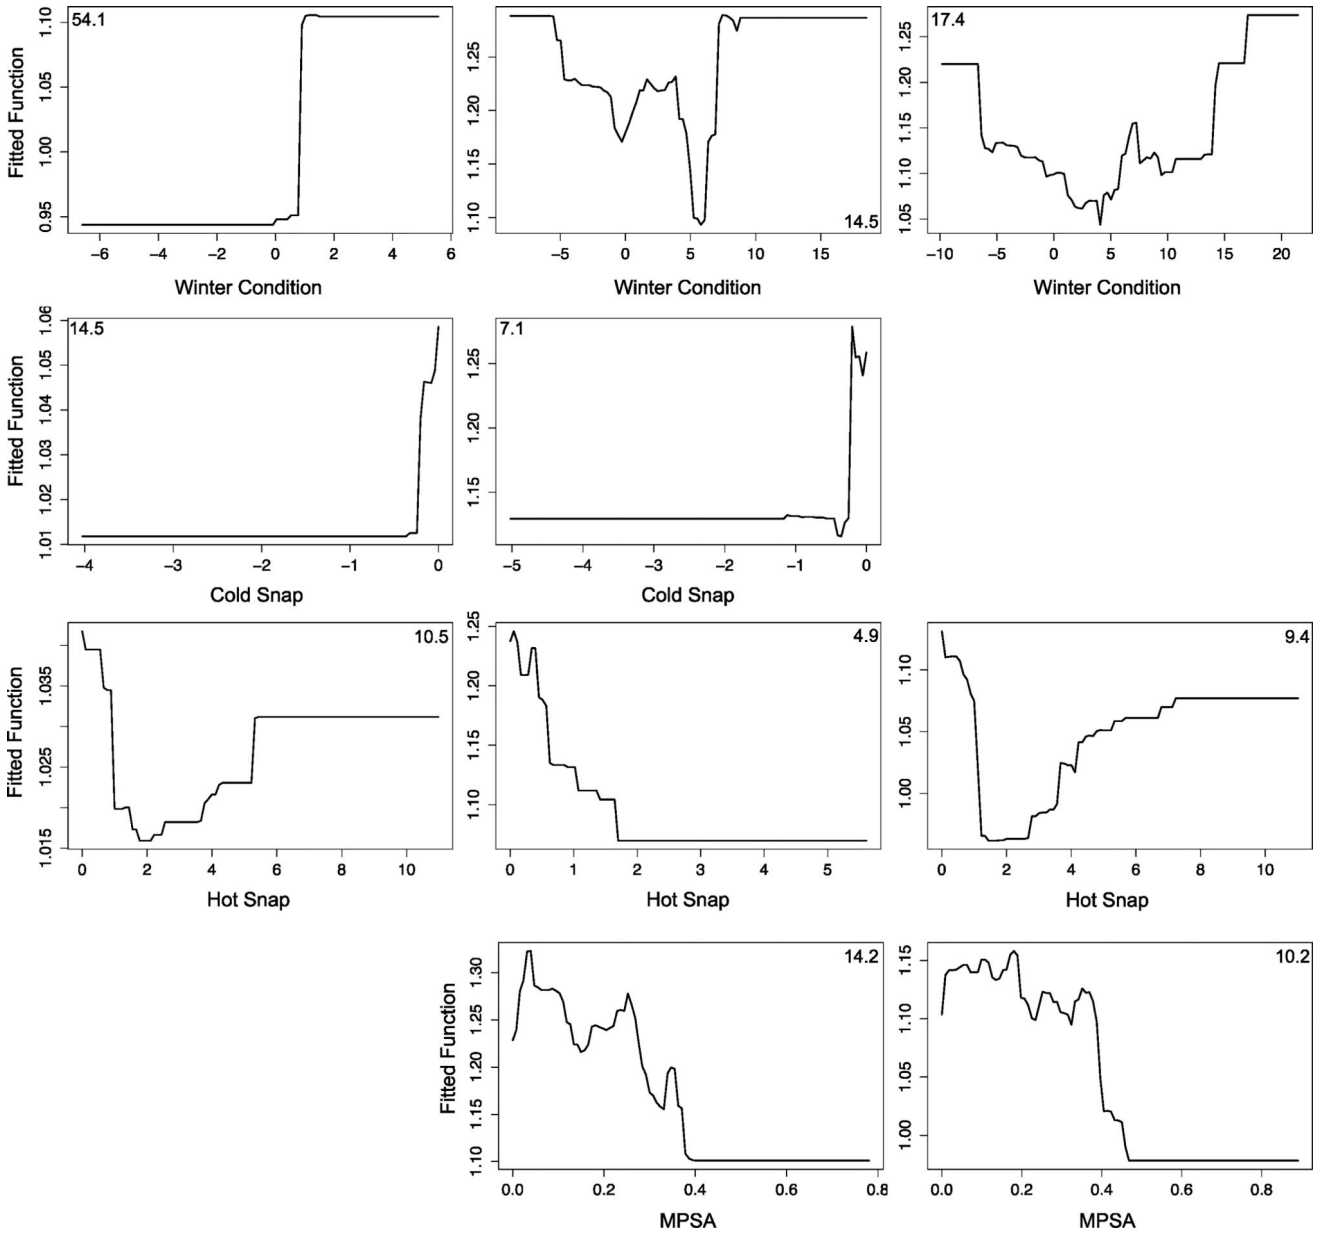 54.1
Fitted Function
0.95 1.00 1.05 1.10
−6 −4 −2 0 2 4 6
Winter Condition
14.5
1.10 1.15 1.20 1.25
−5 0 5 10 15
Winter Condition
17.4
1.05 1.10 1.15 1.20 1.25
−10 −5 0 5 10 15 20
Winter Condition
14.5
Fitted Function
1.01 1.02 1.03 1.04 1.05 1.06
−4 −3 −2 −1 0
Cold Snap
7.1
1.15 1.20 1.25
−5 −4 −3 −2 −1 0
Cold Snap
10.5
Fitted Function
1.015 1.025 1.035
0 2 4 6 8 10
Hot Snap
4.9
1.10 1.15 1.20 1.25
0 1 2 3 4 5
Hot Snap
9.4
1.00 1.05 1.10
0 2 4 6 8 10
Hot Snap
14.2
Fitted Function
1.10 1.15 1.20 1.25 1.30
0.0 0.2 0.4 0.6 0.8
MPSA
10.2
1.00 1.05 1.10 1.15
0.0 0.2 0.4 0.6 0.8
MPSA